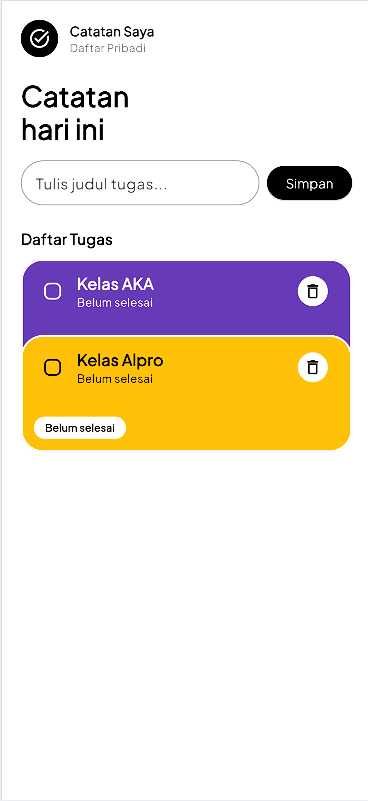 Catatan Saya
Daftar Pribadi
Catatan
hari ini
Tulis judul tugas...
Simpan
Daftar Tugas
Kelas AKA
Belum selesai
Kelas Alpro
Belum selesai
Belum selesai